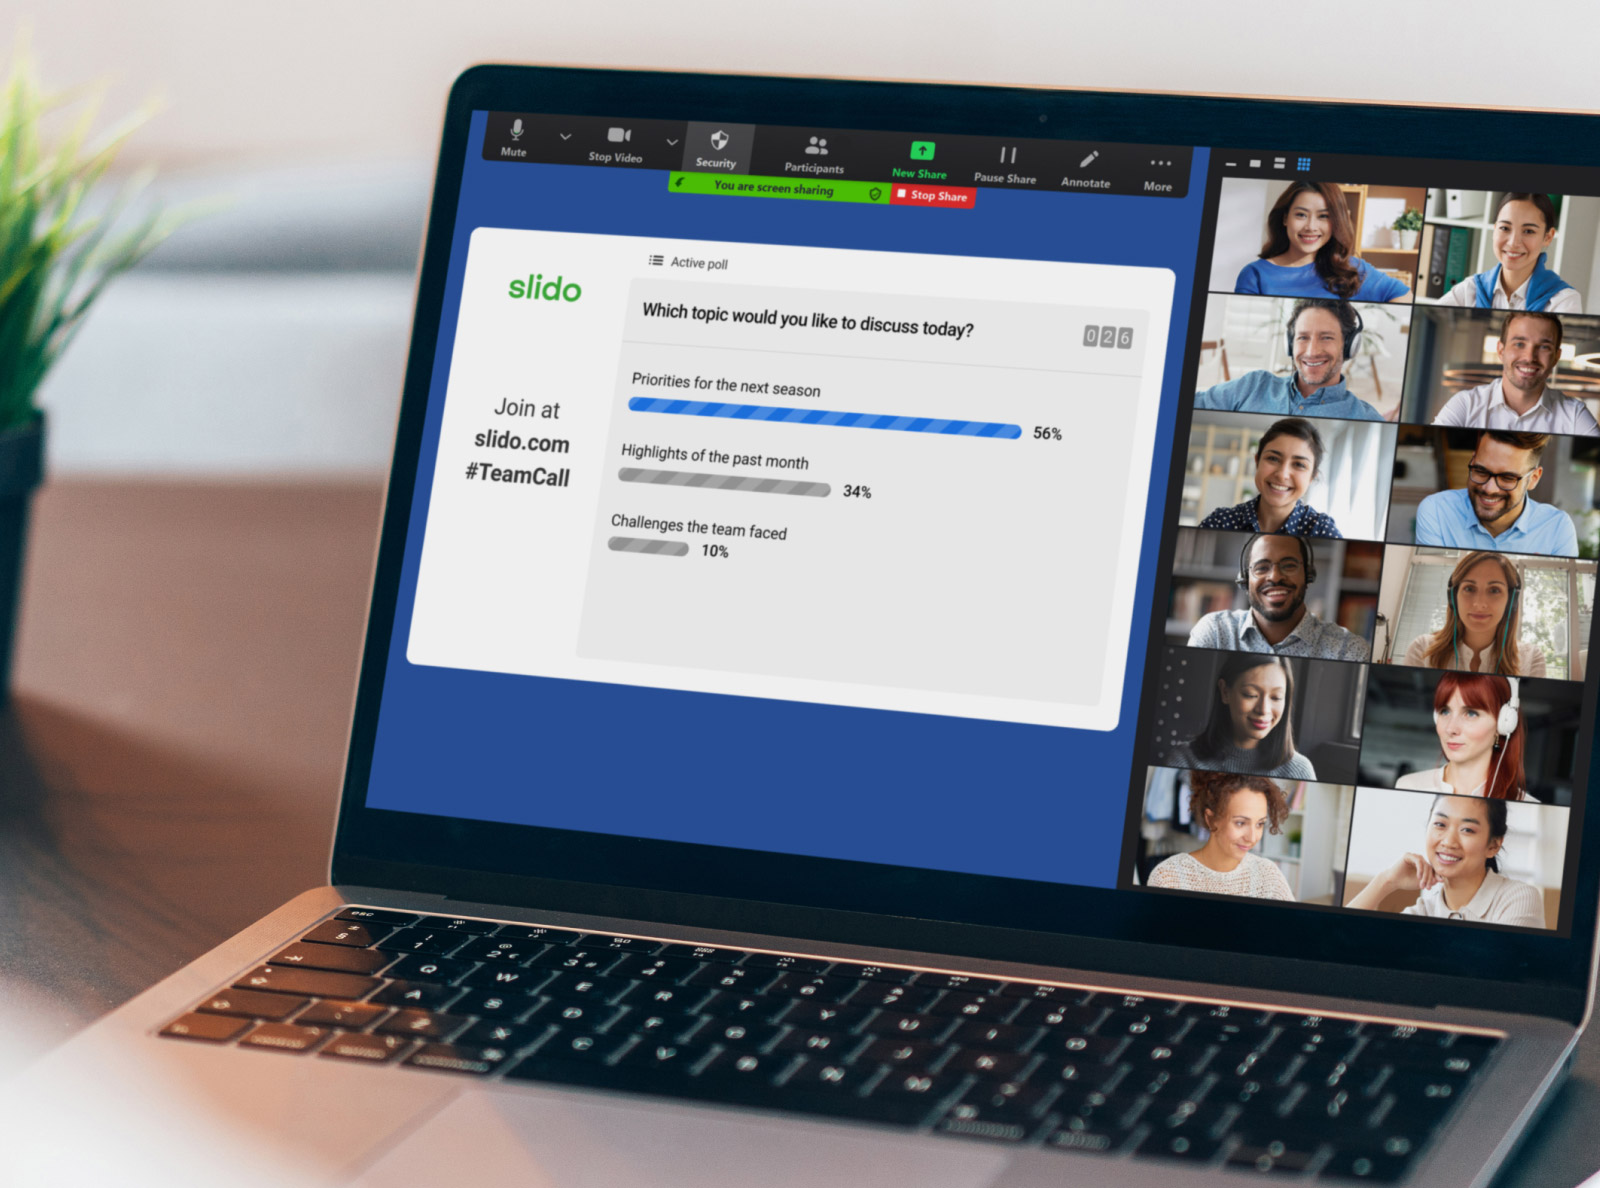 Mute
Stop Video
Security
Participants
New Share
Pause Share
Annotate
More
You are screen sharing
Stop Share
slido
Active poll
Which topic would you like to discuss today?
026
Join at
slido.com
#TeamCall
Priorities for the next season
56%
Highlights of the past month
34%
Challenges the team faced
10%
esc
Q W E R T Y U
A S D F
Z X C V